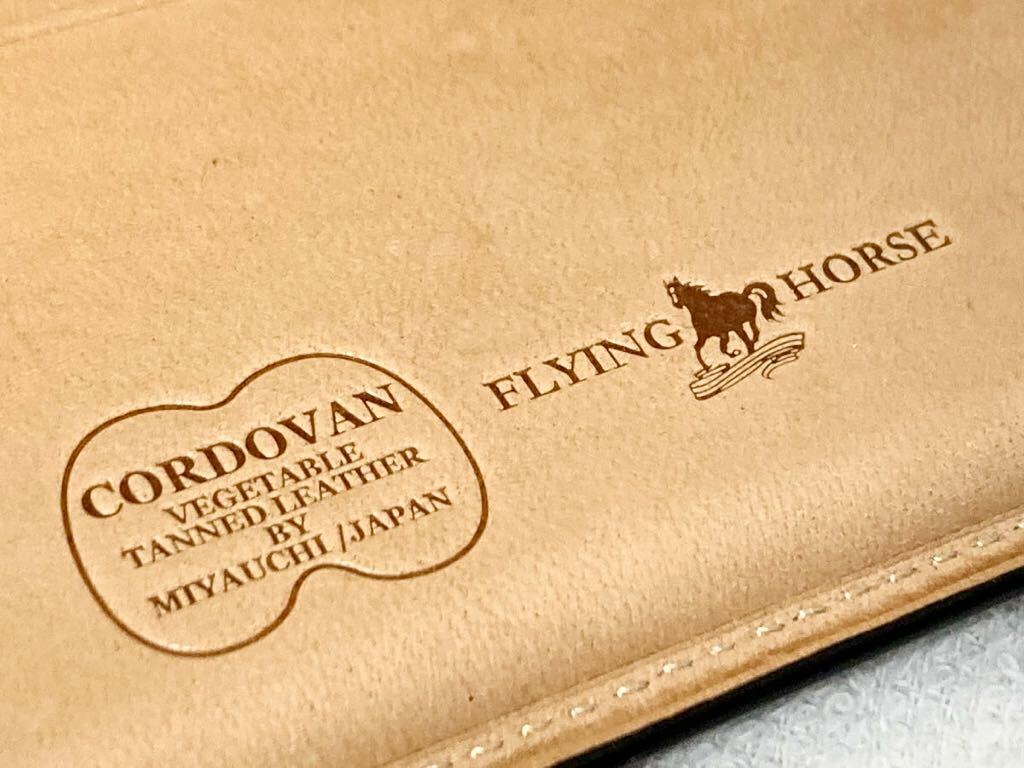 CORDOVAN
VEGETABLE
TANNED LEATHER
BY
MIYAUCHI /JAPAN
FLYING HORSE